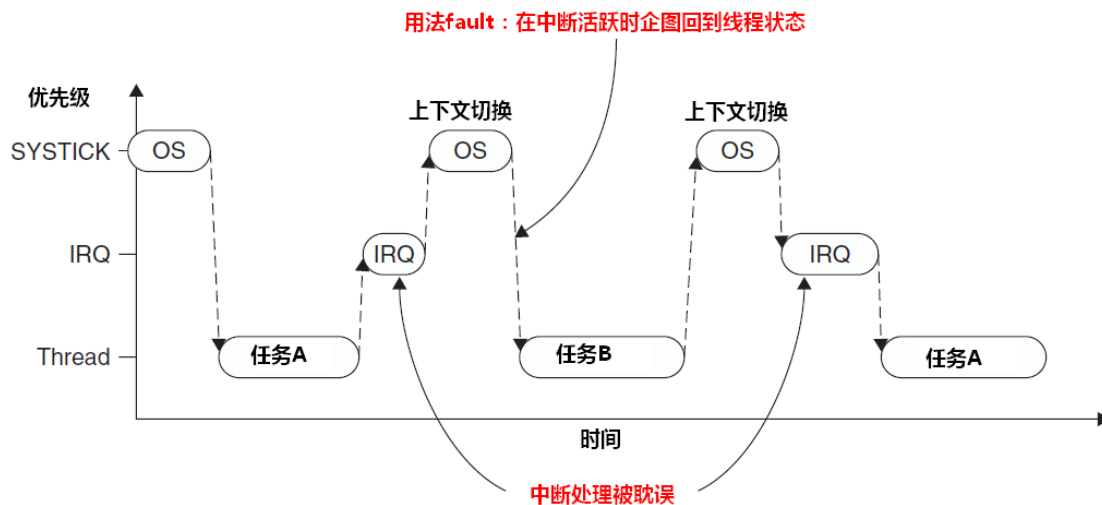 用法fault：在中断活跃时企图回到线程状态
优先级
上下文切换
上下文切换
SYSTICK
OS
OS
OS
IRQ
IRQ
IRQ
Thread
任务A
任务B
任务A
时间
中断处理被耽误